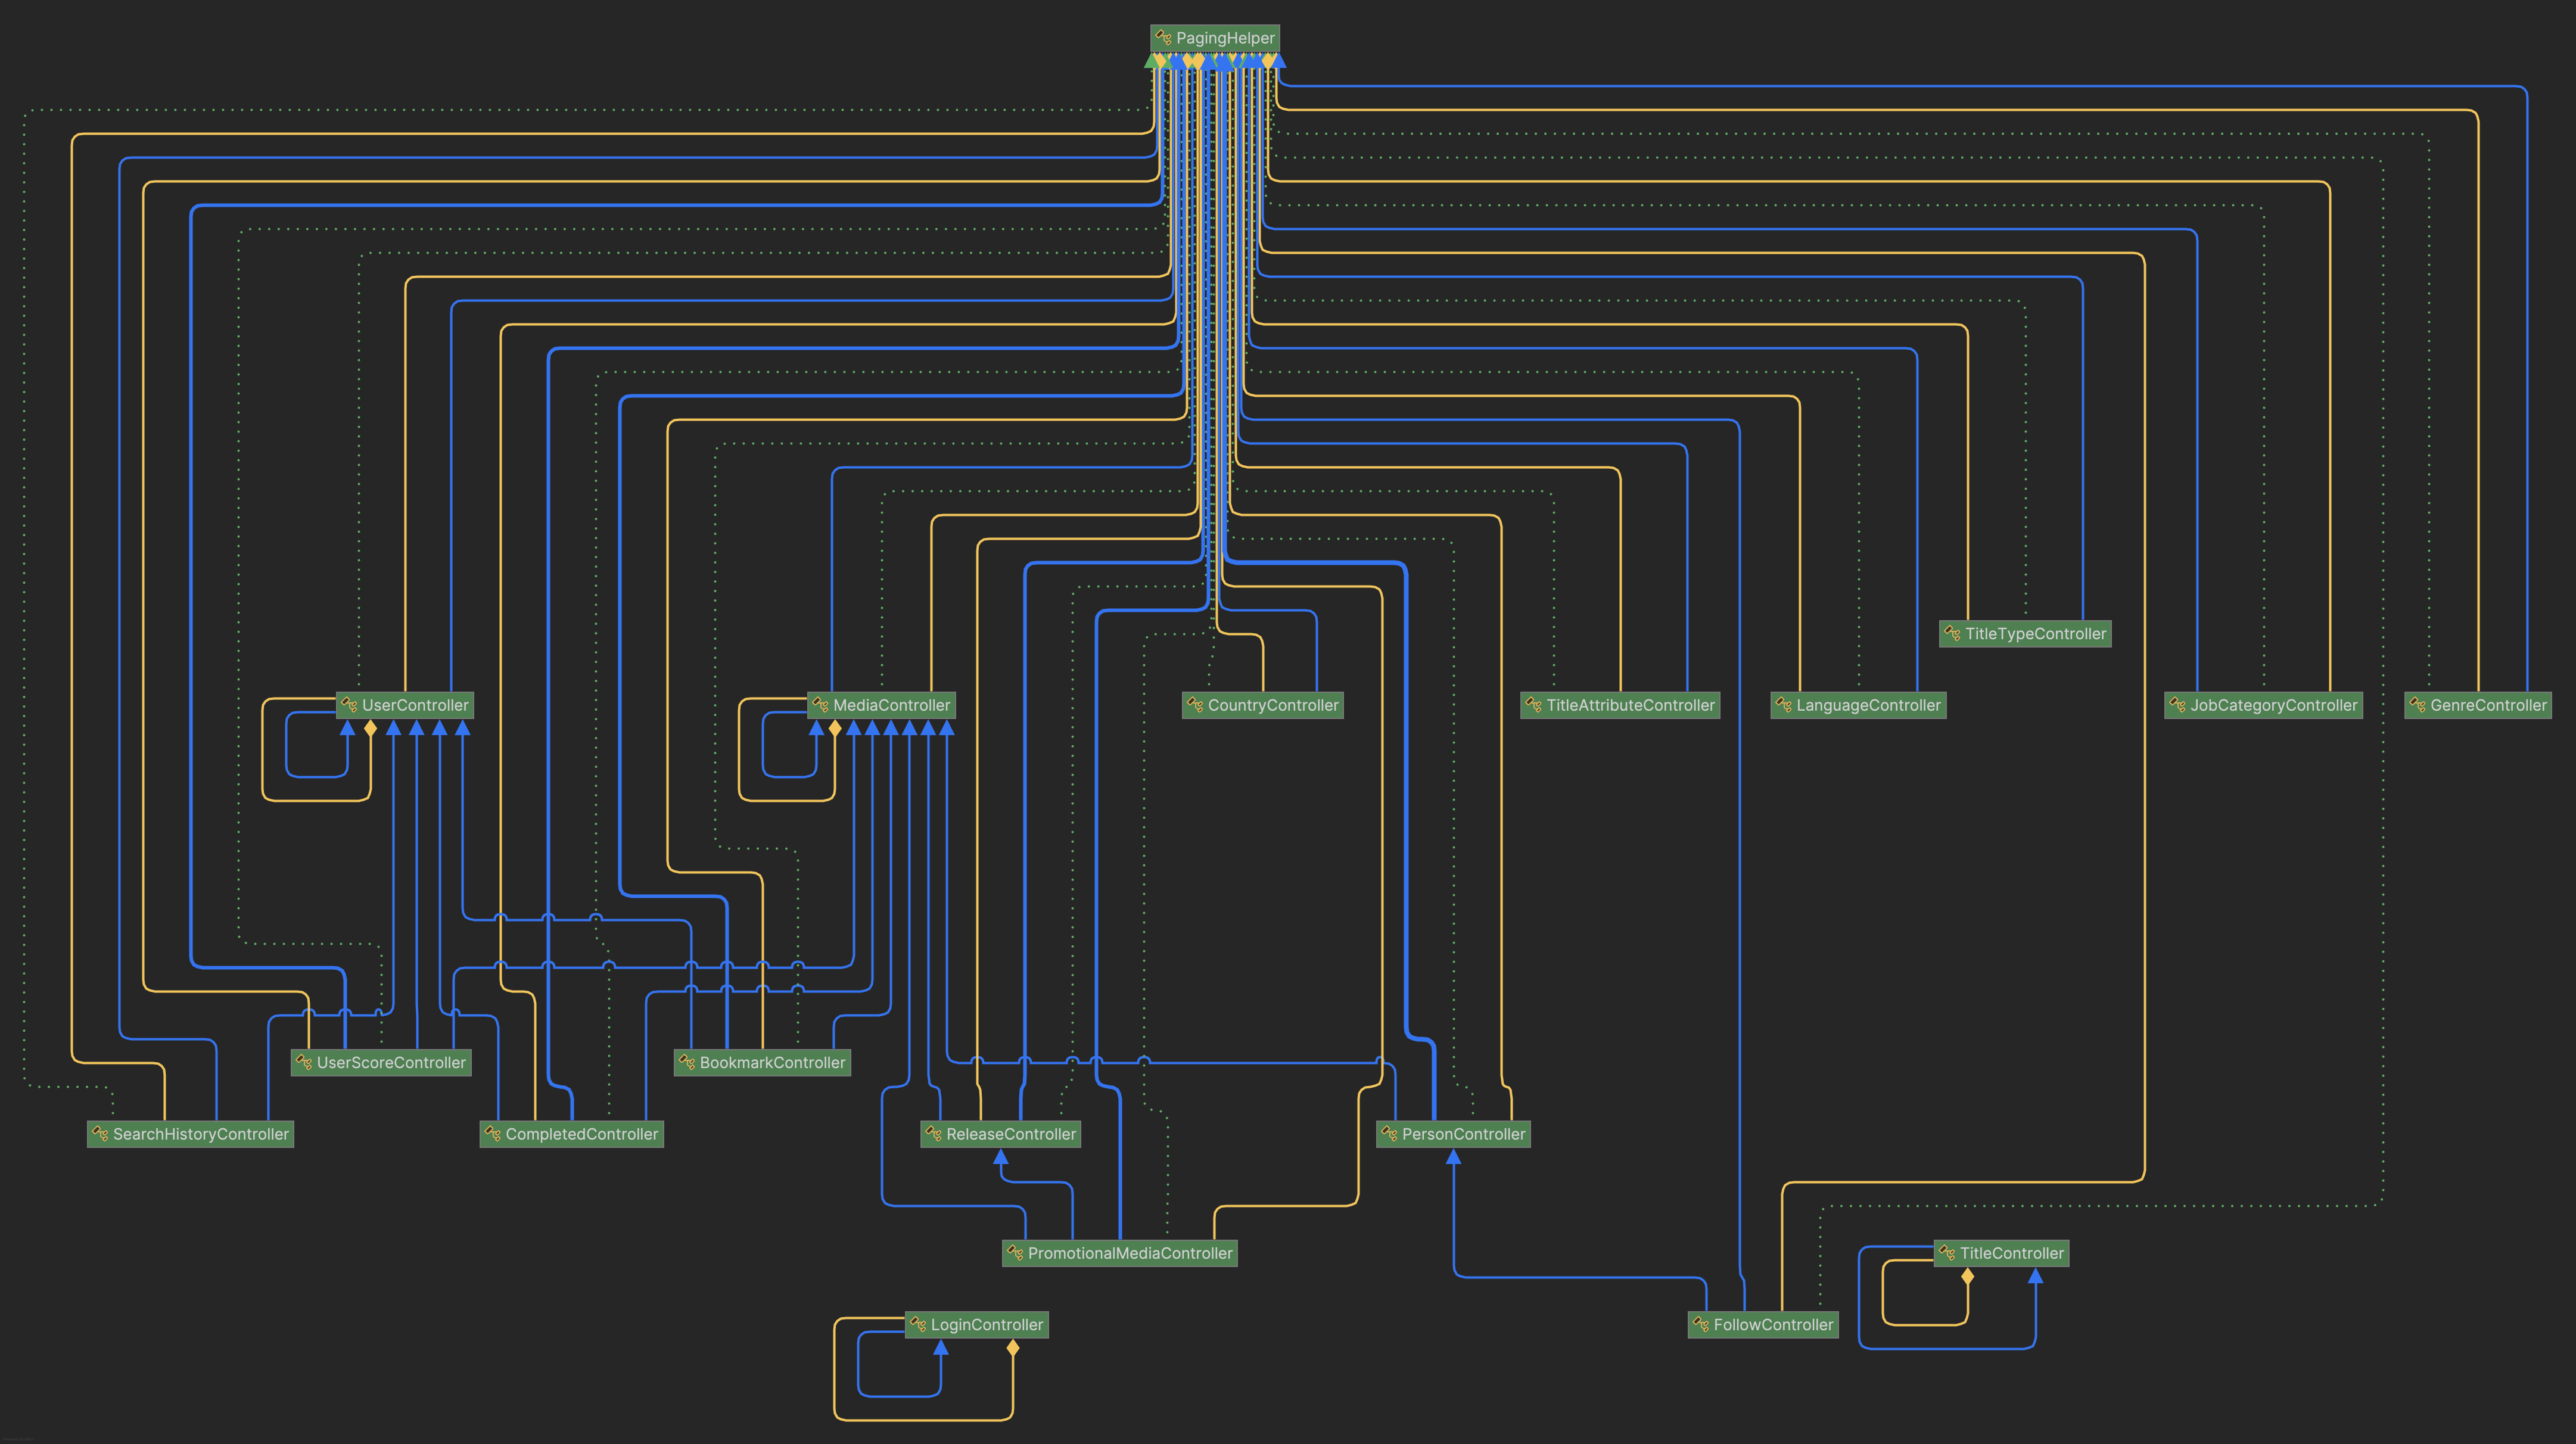 PagingHelper
TitleTypeController
UserController
MediaController
CountryController
TitleAttributeController
LanguageController
JobCategoryController
GenreController
UserScoreController
BookmarkController
SearchHistoryController
CompletedController
ReleaseController
PersonController
PromotionalMediaController
TitleController
LoginController
FollowController